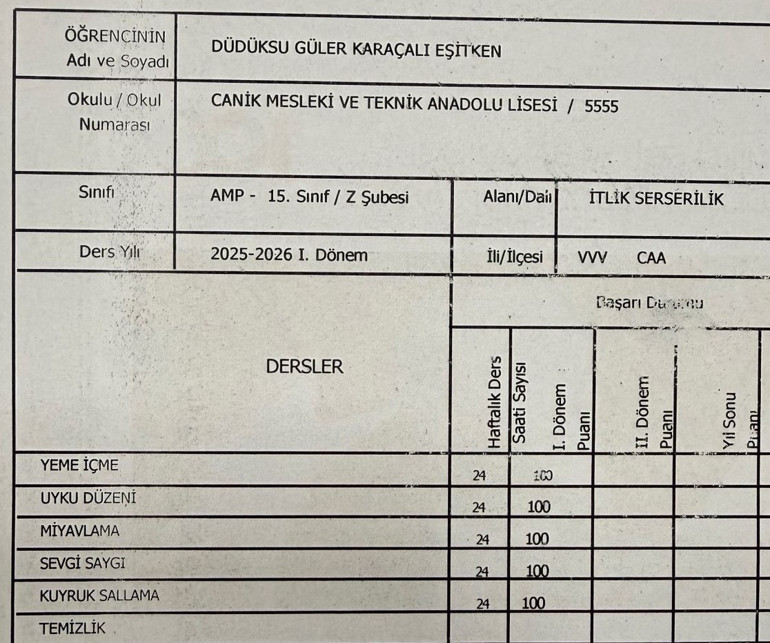 ÖĞRENCİNİN
Adı ve Soyadı
DÜDÜKSU GÜLER KARAÇALI EŞİTKEN
Okulu / Okul
Numarası
CANİK MESLEKİ VE TEKNİK ANADOLU LİSESİ / 5555
Sınıfı
AMP - 15. Sınıf / Z Şubesi
Alanı/Dalı
İTLİK SERSERİLİK
Ders Yılı
2025-2026 I. Dönem
İli/İlçesi
VVV CAA
Başarı Durumu
DERSLER
Haftalık Ders
Saati Sayısı
I. Dönem
Puanı
II. Dönem
Puanı
Yıl Sonu
Puanı
YEME İÇME 24 100
UYKU DÜZENİ 24 100
MİYAVLAMA 24 100
SEVGİ SAYGI 24 100
KUYRUK SALLAMA 24 100
TEMİZLİK